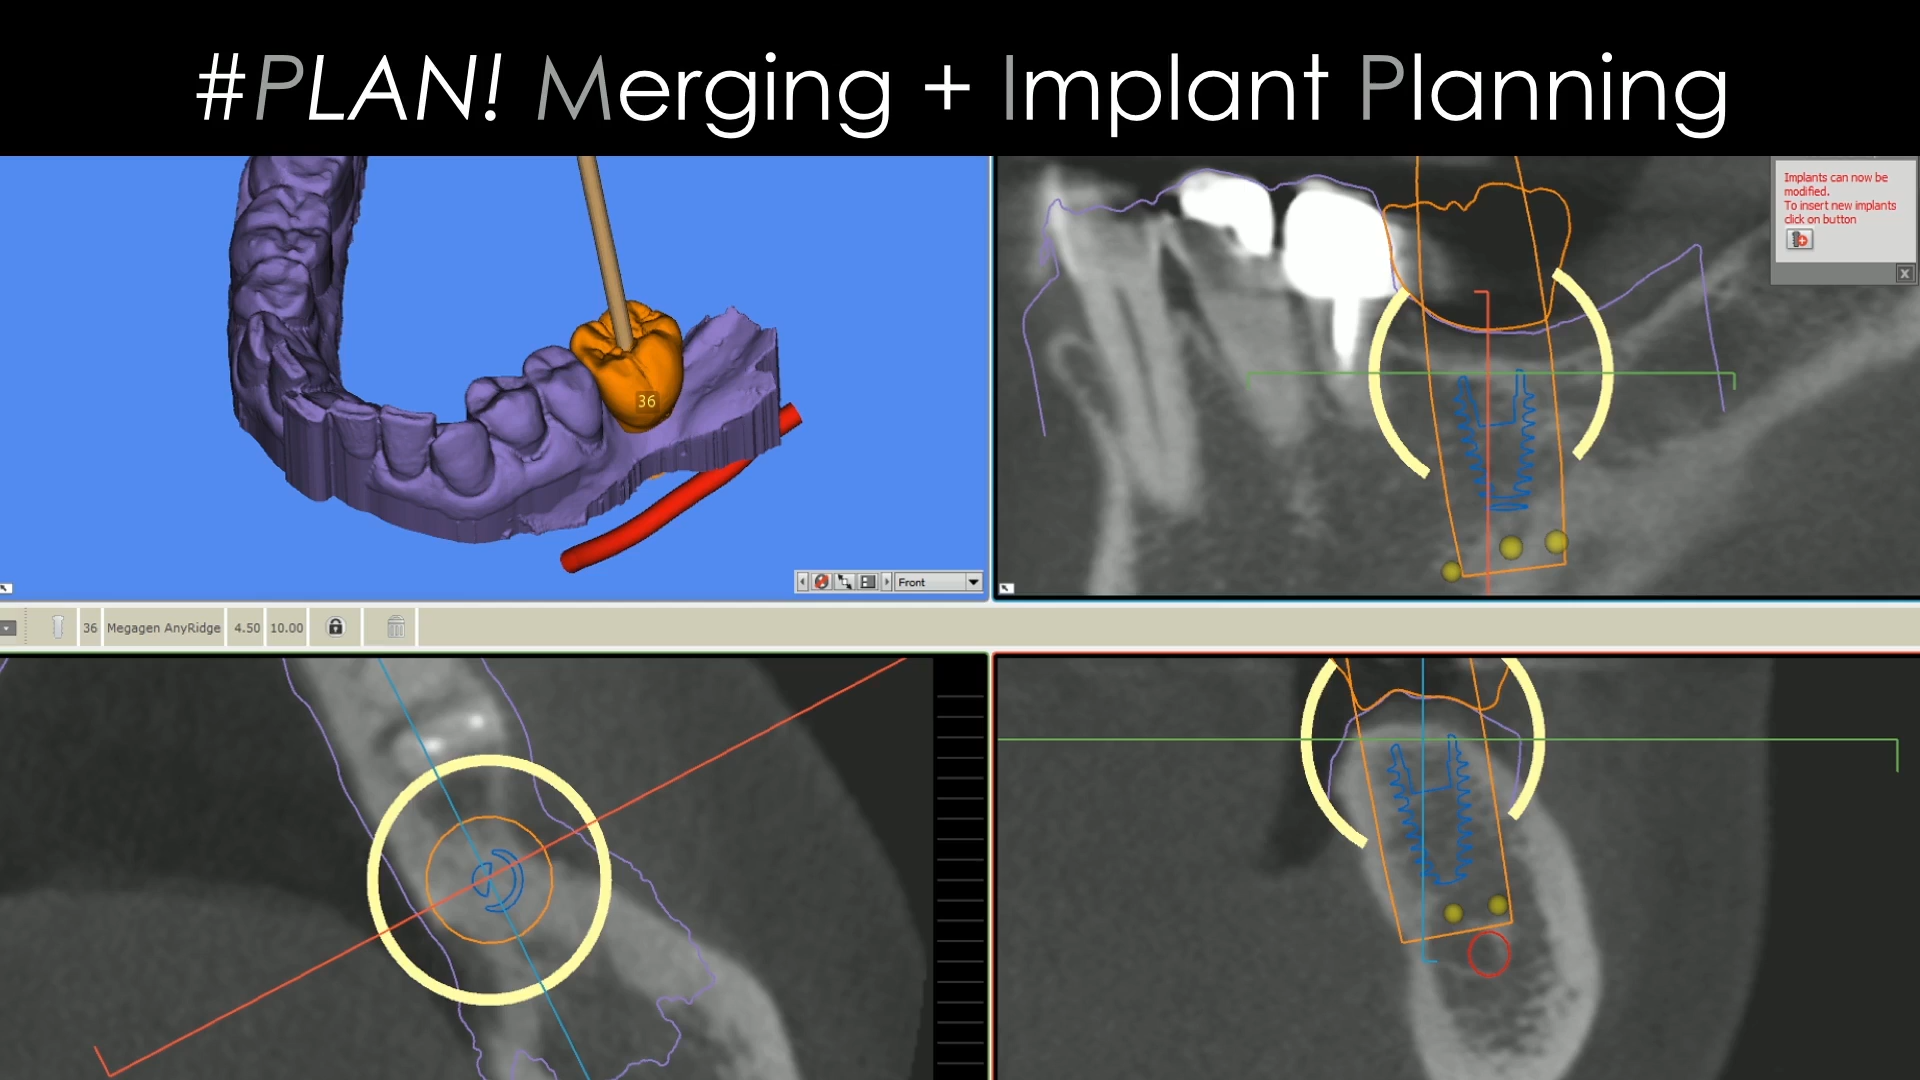 #PLAN! Merging + Implant Planning
Implants can now be
modified.
To insert new implants
click on button
X
36
Front
36 Megagen AnyRidge 4.50 10.00